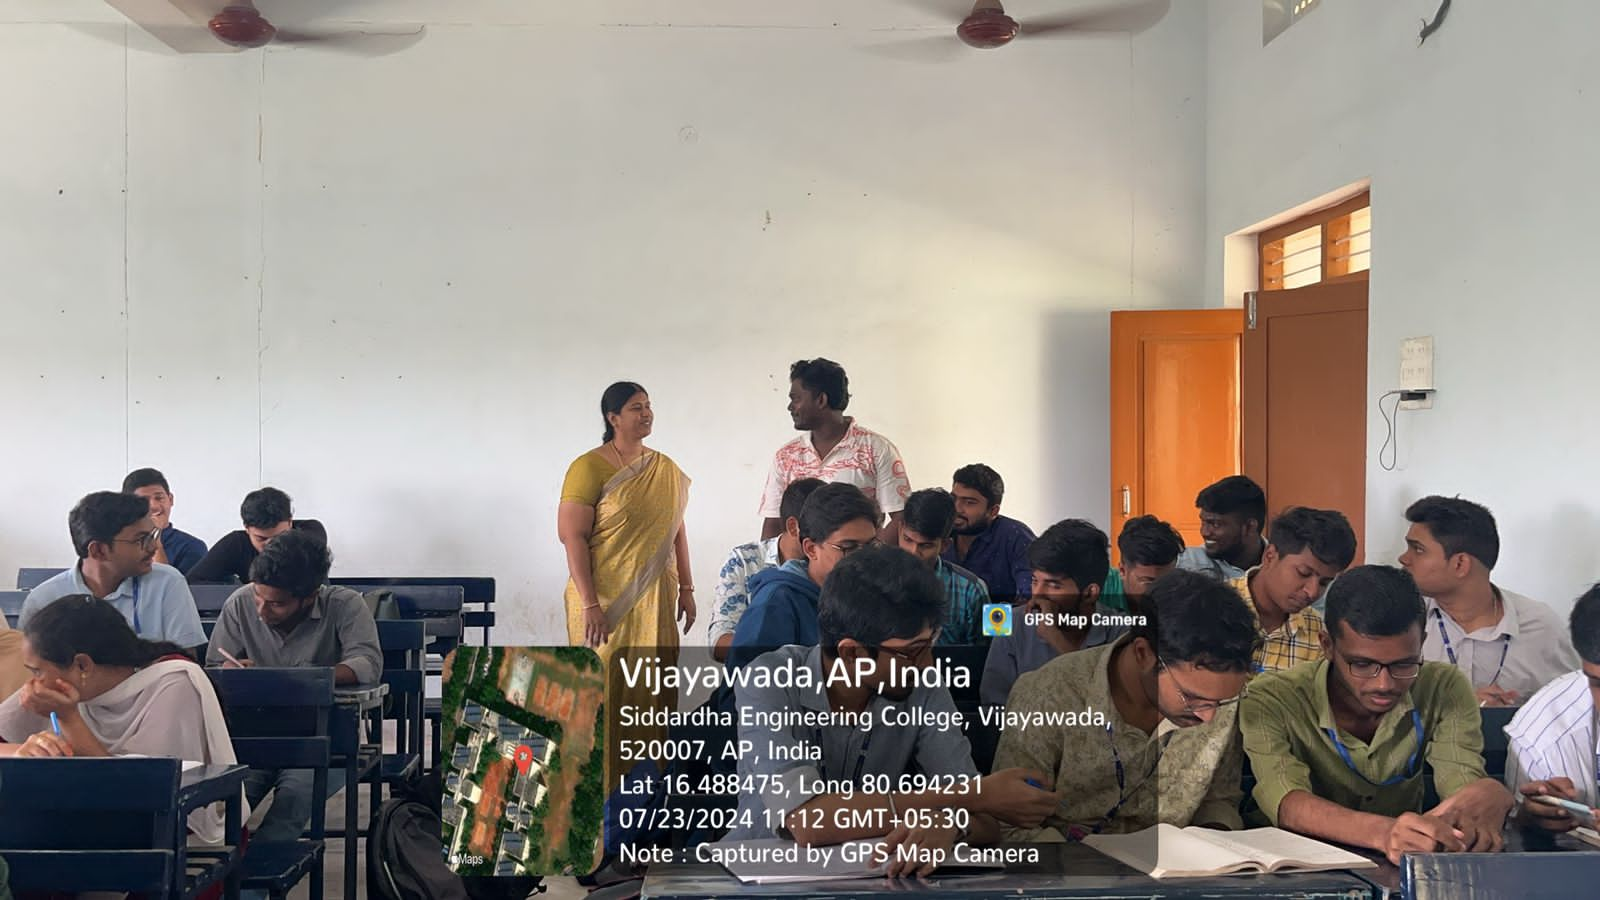 GPS Map Camera
Vijayawada,AP,India
Siddardha Engineering College, Vijayawada,
520007, AP, India
Lat 16.488475, Long 80.694231
07/23/2024 11:12 GMT+05:30
Note : Captured by GPS Map Camera
Maps